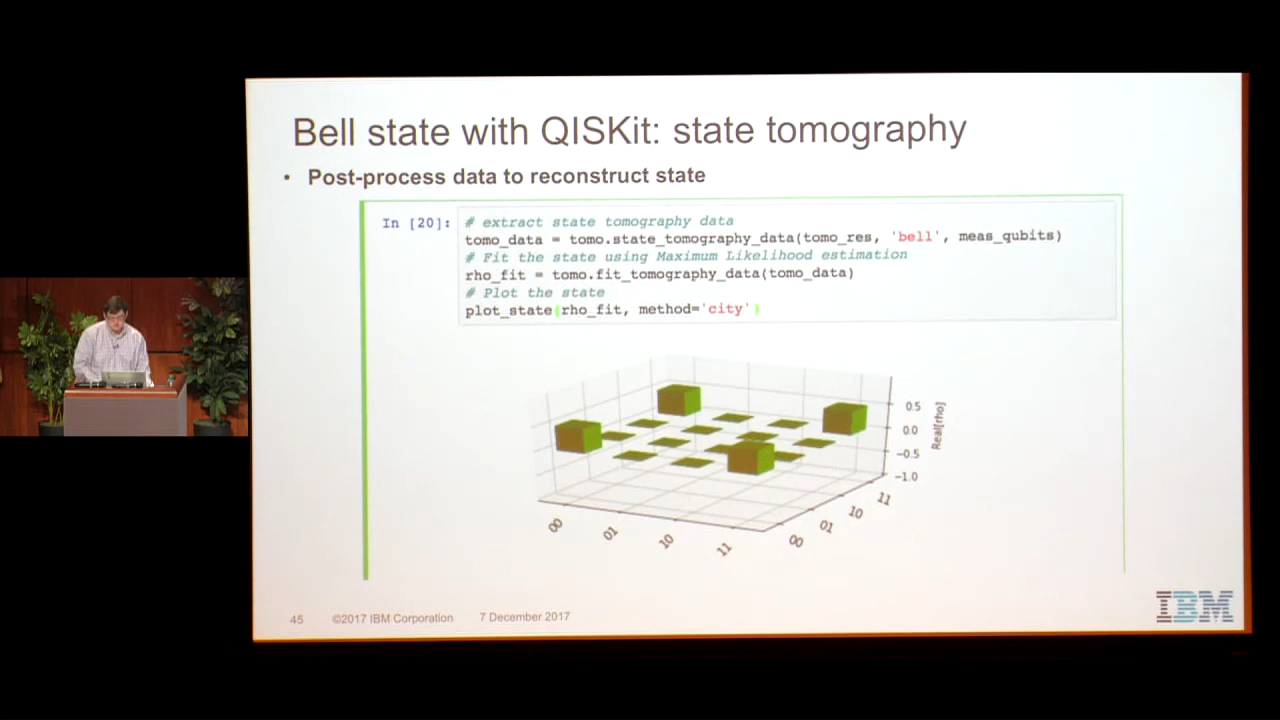 Bell state with QISKit: state tomography
• Post-process data to reconstruct state
In [20]: # extract state tomography data
tomo_data = tomo.state_tomography_data(tomo_res, 'bell', meas_qubits)
# Fit the state using Maximum Likelihood estimation
rho_fit = tomo.fit_tomography_data(tomo_data)
# Plot the state
plot_state(rho_fit, method='city')
0.5
0.0
−0.5
−1.0
Real[rho]
00
01
10
11
00
01
10
11
45 ©2017 IBM Corporation 7 December 2017
IBM